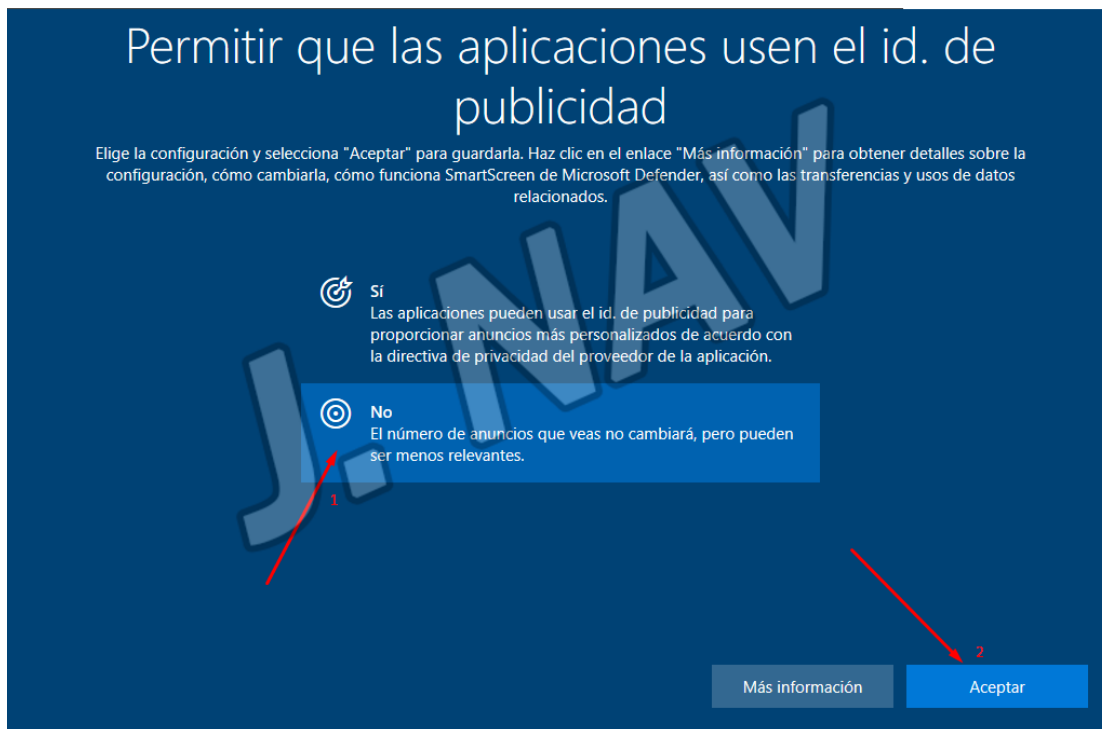 Permitir que las aplicaciones usen el id. de
publicidad
Elige la configuración y selecciona "Aceptar" para guardarla. Haz clic en el enlace "Más información" para obtener detalles sobre la
configuración, cómo cambiarla, cómo funciona SmartScreen de Microsoft Defender, así como las transferencias y usos de datos
relacionados.
Sí
Las aplicaciones pueden usar el id. de publicidad para
proporcionar anuncios más personalizados de acuerdo con
la directiva de privacidad del proveedor de la aplicación.
No
El número de anuncios que veas no cambiará, pero pueden
ser menos relevantes.
1
J. NAV
2
Más información
Aceptar